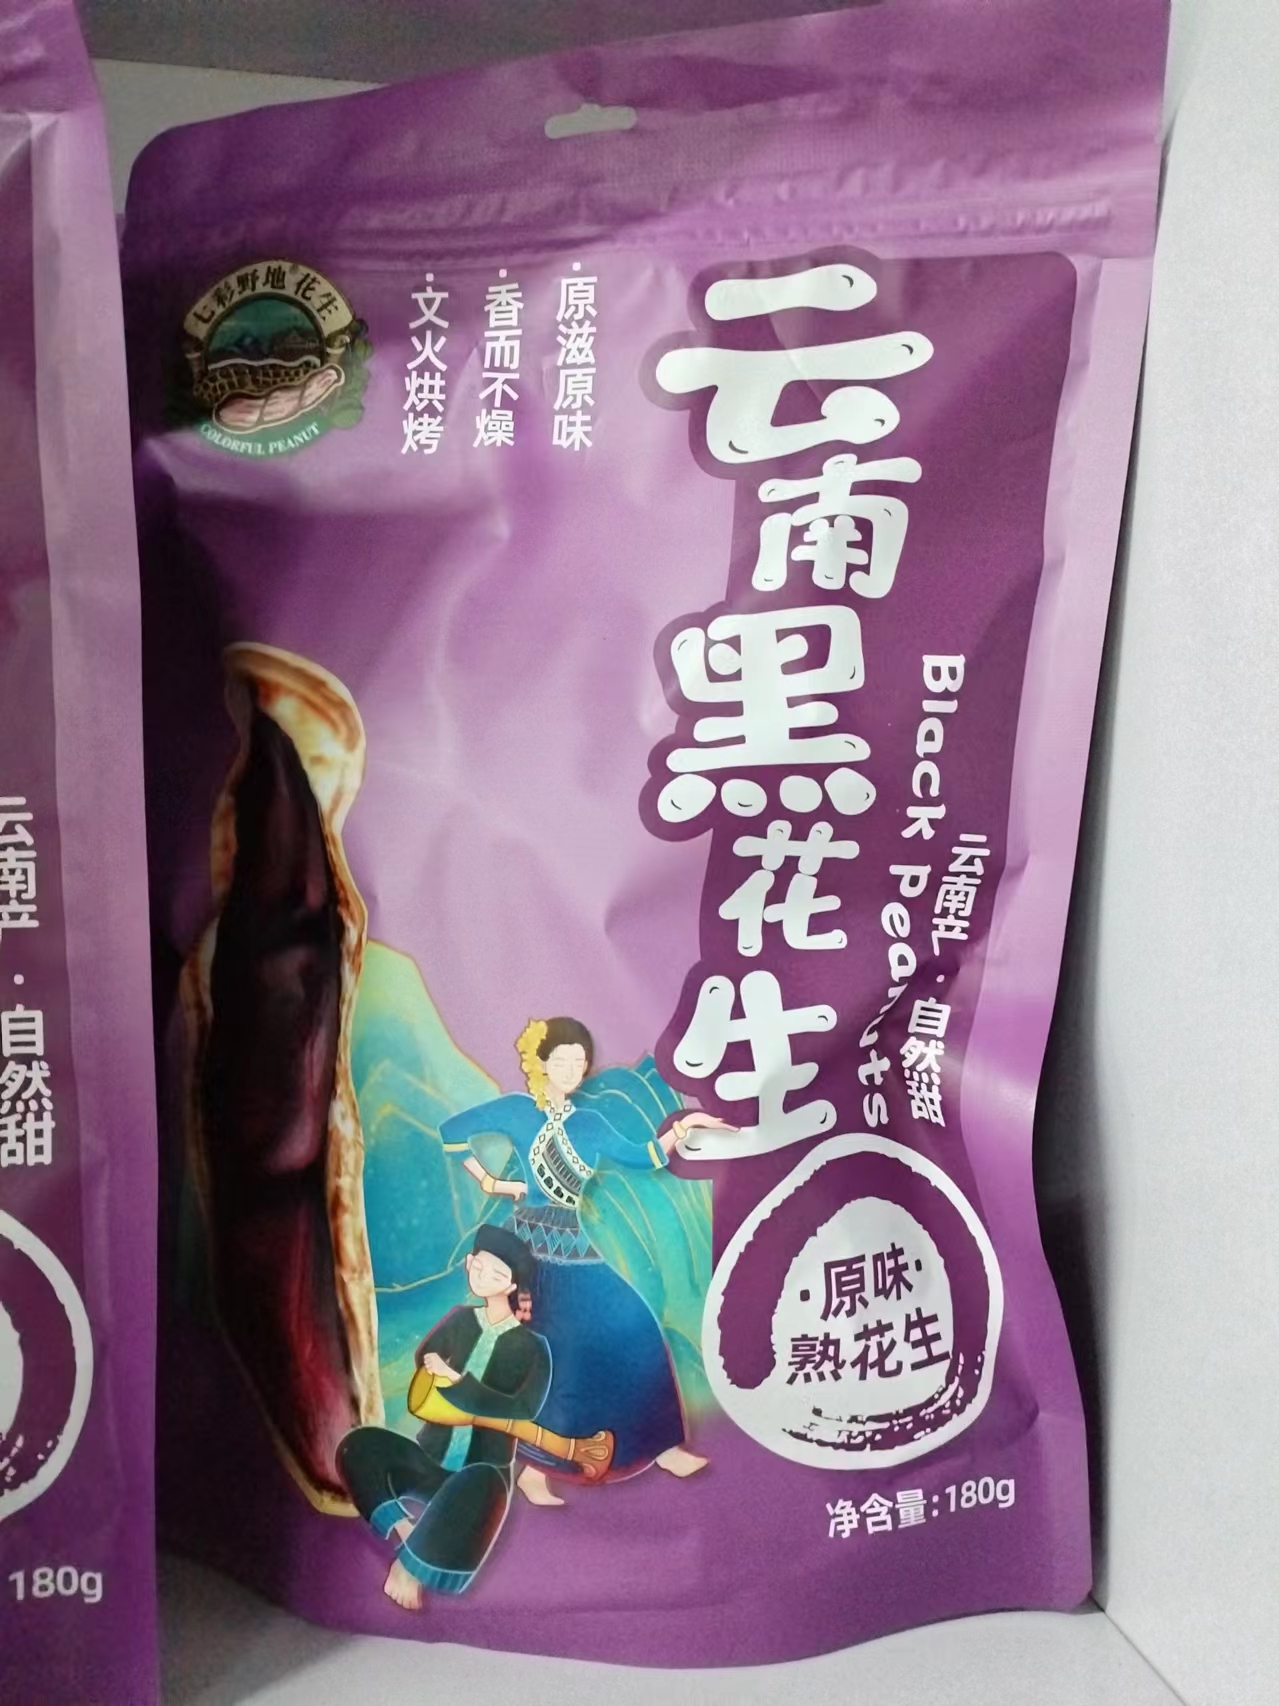 七彩野地花生
COLORFUL PEANUT
·原滋原味
·香而不燥
·文火烘烤
云南黑花生
Black Peanuts
云南产·自然甜
·原味·
熟花生
净含量:180g
云南产·自然甜
180g